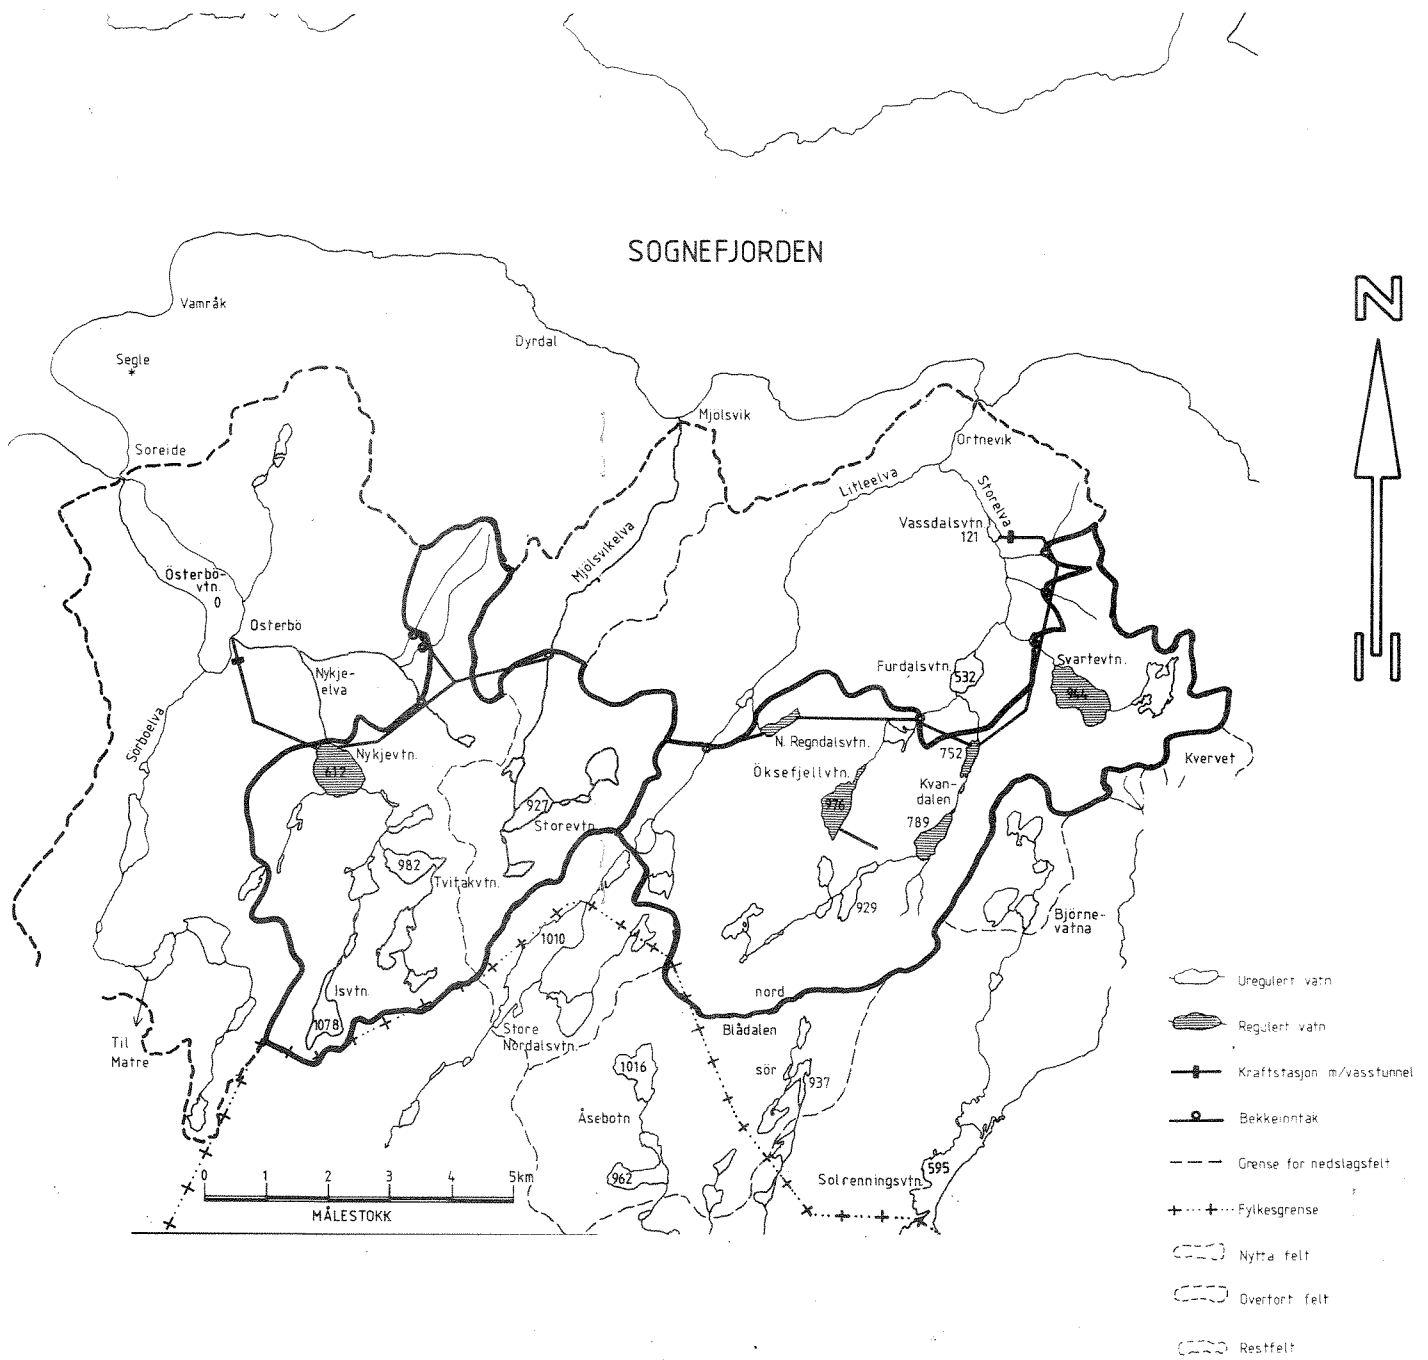 SOGNEFJORDEN
N
Vamråk
Segle
*
Dyrdal
Mjölsvik
Soreide
Ortnevik
Litleelva
Storelva
Vassdalsvtn.
121
Mjölsvikelva
Österbö-
vtn.
0
Osterbö
Furdalsvtn.
532
Svartevtn.
944
Nykje-
elva
Sörboelva
Nykjevtn.
612
N. Regndalsvtn.
752
Kvervet
Öksefjellvtn.
976
Kvan-
dalen
789
927
Storevtn.
982
Tvitakvtn.
929
Björne-
vatna
1010
Isvtn.
1078
nord
Blådalen
Store
Nordalsvtn.
Til
Matre
1016
sör
937
Åsebotn
962
Solrenningsvtn.
595
0 1 2 3 4 5km
MÅLESTOKK
Uregulert vatn
Regulert vatn
Kraftstasjon m/vasstunnel
Bekkeinntak
Grense for nedslagsfelt
Fylkesgrense
Nytta felt
Overfort felt
Restfelt